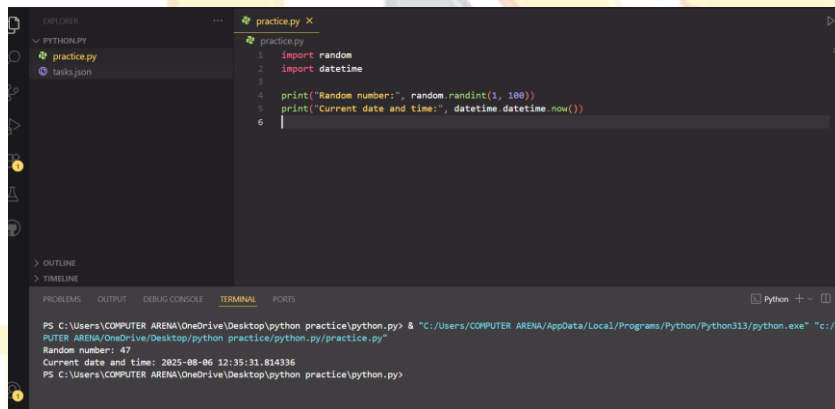 EXPLORER ...
PYTHON.PY
practice.py
tasks.json
OUTLINE
TIMELINE
practice.py
practice.py
1 import random
2 import datetime
3
4 print("Random number:", random.randint(1, 100))
5 print("Current date and time:", datetime.datetime.now())
6
PROBLEMS OUTPUT DEBUG CONSOLE TERMINAL PORTS
Python
PS C:\Users\COMPUTER ARENA\OneDrive\Desktop\python practice\python.py> & "C:/Users/COMPUTER ARENA/AppData/Local/Programs/Python/Python313/python.exe" "c:/
PUTER ARENA/OneDrive/Desktop/python practice/python.py/practice.py"
Random number: 47
Current date and time: 2025-08-06 12:35:31.814336
PS C:\Users\COMPUTER ARENA\OneDrive\Desktop\python practice\python.py>
1
1